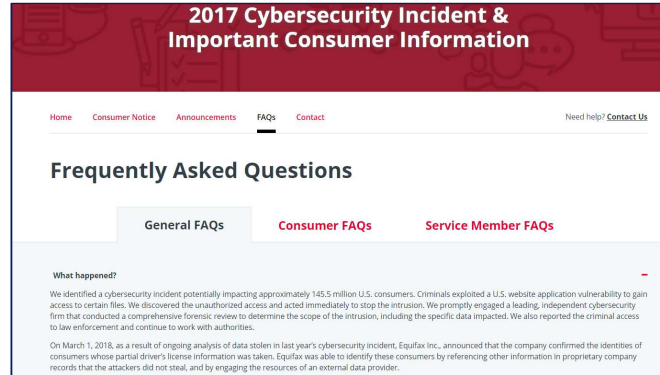 2017 Cybersecurity Incident &
Important Consumer Information
Home Consumer Notice Announcements FAQs Contact Need help? Contact Us
Frequently Asked Questions
General FAQs Consumer FAQs Service Member FAQs
What happened?
We identified a cybersecurity incident potentially impacting approximately 145.5 million U.S. consumers. Criminals exploited a U.S. website application vulnerability to gain
access to certain files. We discovered the unauthorized access and acted immediately to stop the intrusion. We promptly engaged a leading, independent cybersecurity
firm that conducted a comprehensive forensic review to determine the scope of the intrusion, including the specific data impacted. We also reported the criminal access
to law enforcement and continue to work with authorities.
On March 1, 2018, as a result of ongoing analysis of data stolen in last year's cybersecurity incident, Equifax Inc., announced that the company confirmed the identities of
consumers whose partial driver's license information was taken. Equifax was able to identify these consumers by referencing other information in proprietary company
records that the attackers did not steal, and by engaging the resources of an external data provider.